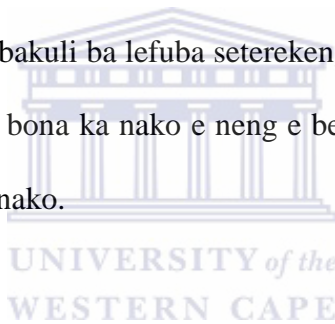 bakuli ba lefuba setereken
bona ka nako e neng e be
nako.
UNIVERSITY of the
WESTERN CAPE